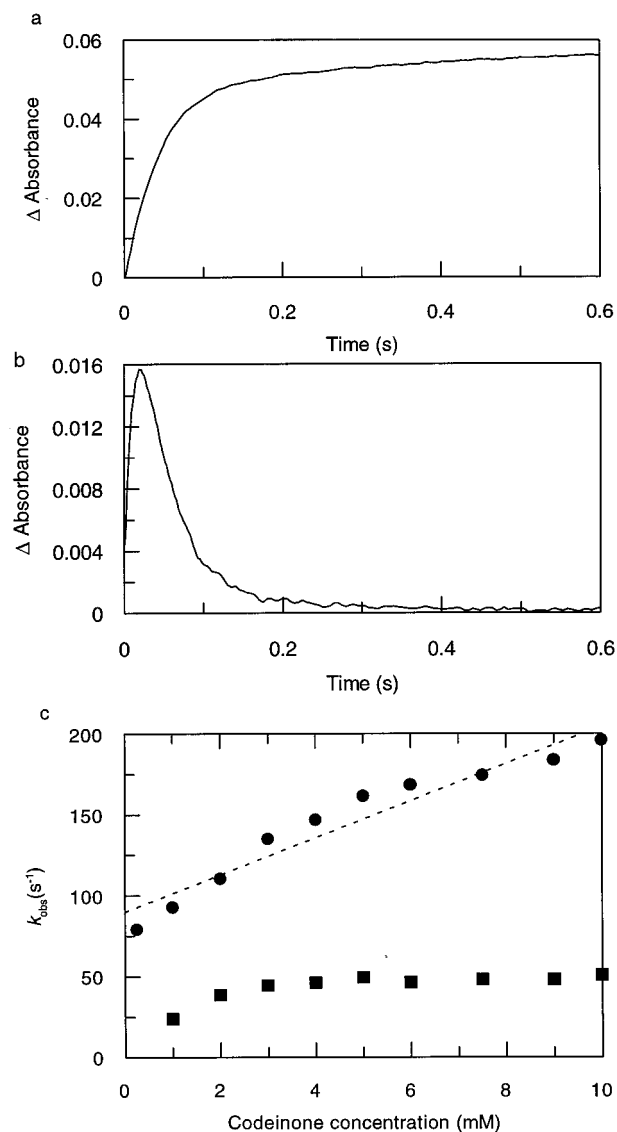 a
0.06
0.04
0.02
0
Δ Absorbance
0 0.2 0.4 0.6
Time (s)
b
0.016
0.012
0.008
0.004
0
Δ Absorbance
0 0.2 0.4 0.6
Time (s)
c
200
150
100
50
0
kobs(s⁻¹)
0 2 4 6 8 10
Codeinone concentration (mM)